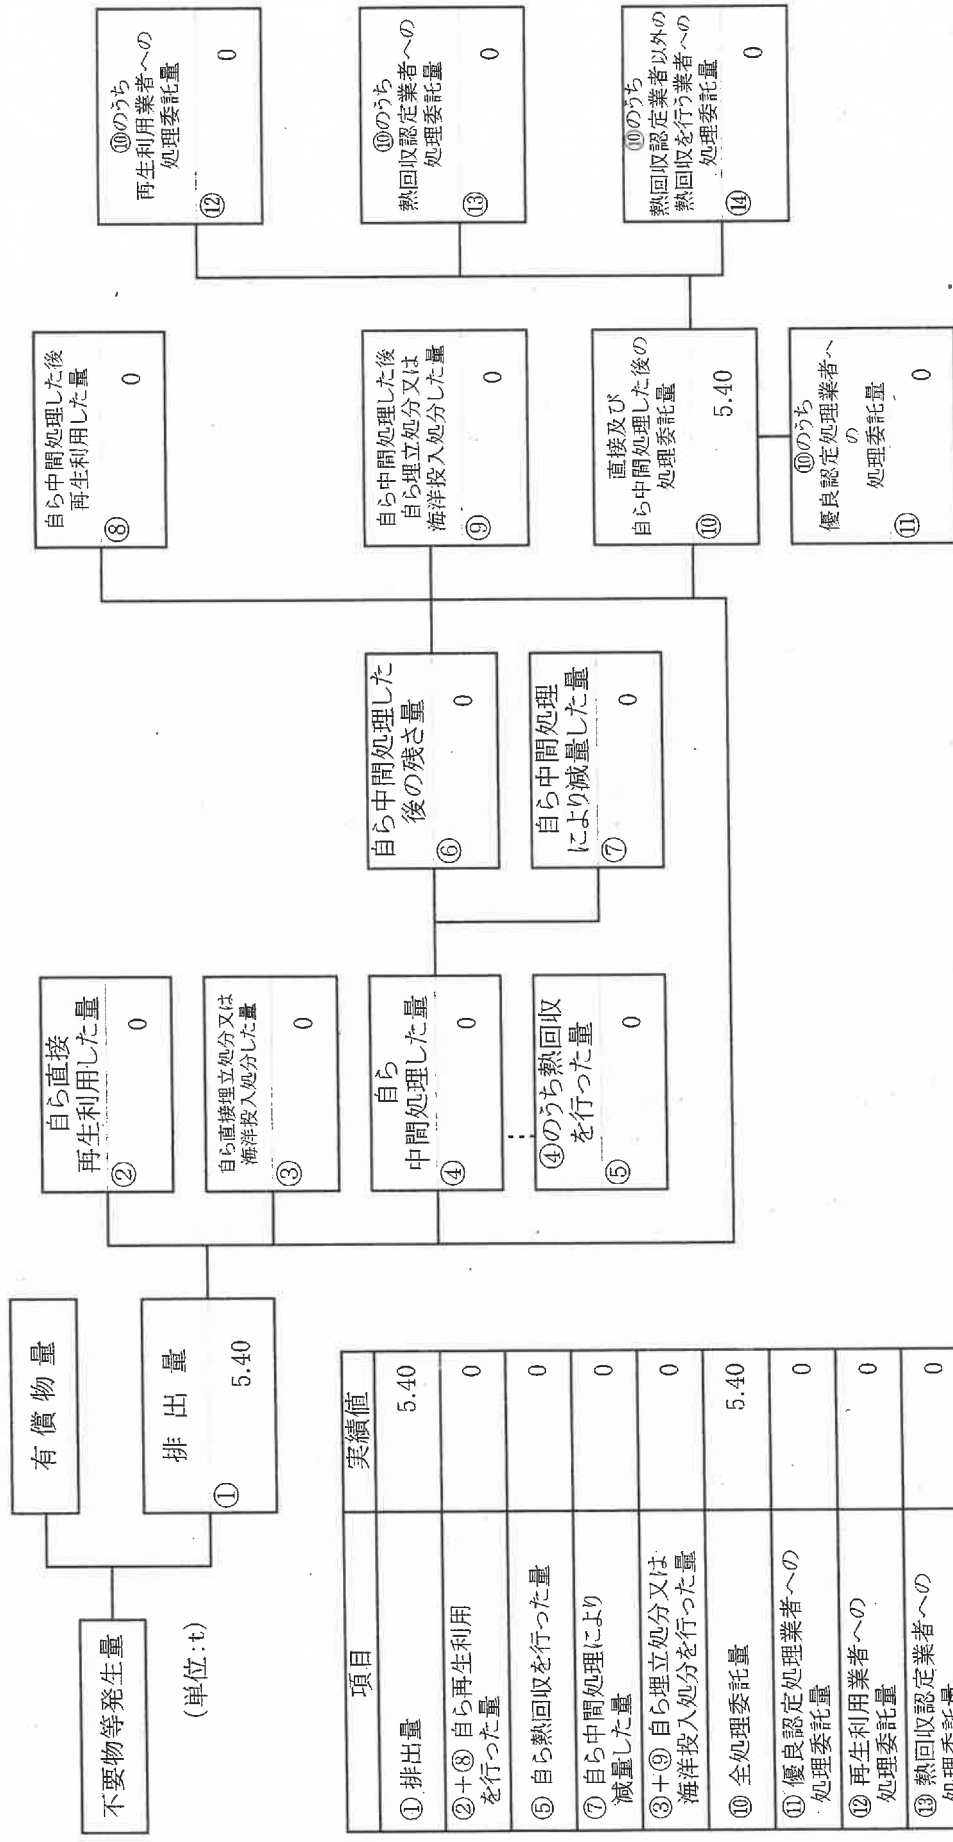 不要物等発生量
(単位:t)
有償物量
排出量
① 5.40
自ら直接
再生利用した量
② 0
自ら直接埋立処分又は
海洋投入処分した量
③ 0
自ら
中間処理した量
④ 0
④のうち熱回収
を行った量
⑤ 0
自ら中間処理した
後の残さ量
⑥ 0
自ら中間処理
により減量した量
⑦ 0
自ら中間処理した後
再生利用した量
⑧ 0
自ら中間処理した後
自ら埋立処分又は
海洋投入処分した量
⑨ 0
直接及び
自ら中間処理した後の
処理委託量
⑩ 5.40
⑩のうち
優良認定処理業者へ
の
処理委託量
⑪ 0
⑩のうち
再生利用業者への
処理委託量
⑫ 0
⑩のうち
熱回収認定業者への
処理委託量
⑬ 0
⑩のうち
熱回収認定業者以外の
熱回収を行う業者への
処理委託量
⑭ 0
項目 実績値
① 排出量 5.40
②+⑧ 自ら再生利用
を行った量 0
⑤ 自ら熱回収を行った量 0
⑦ 自ら中間処理により
減量した量 0
③+⑨ 自ら埋立処分又は
海洋投入処分を行った量 0
⑩ 全処理委託量 5.40
⑪ 優良認定処理業者への
処理委託量 0
⑫ 再生利用業者への
処理委託量 0
⑬ 熱回収認定業者への
処理委託量 0